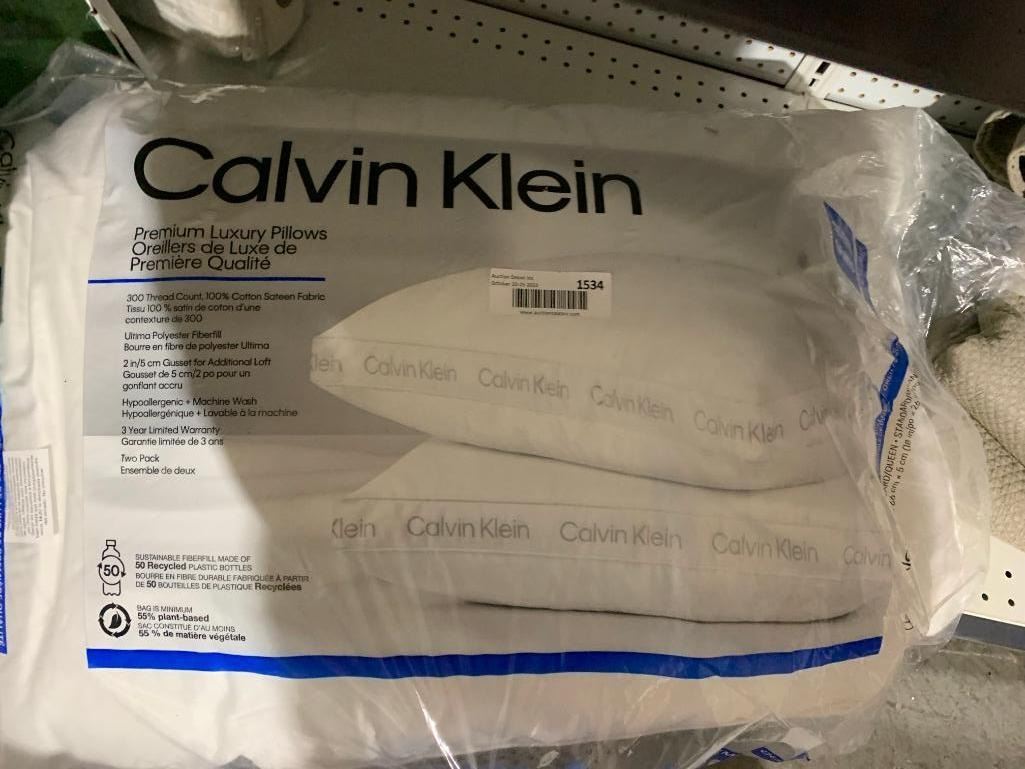 Calvin Klein
Premium Luxury Pillows
Oreillers de Luxe de
Première Qualité
300 Thread Count, 100% Cotton Sateen Fabric
Tissu 100 % satin de coton d'une
contexture de 300
Ultima Polyester Fiberfill
Bourre en fibre de polyester Ultima
2 in/5 cm Gusset for Additional Loft
Gousset de 5 cm/2 po pour un
gonflant accru
Hypoallergenic + Machine Wash
Hypoallergénique + Lavable à la machine
3 Year Limited Warranty
Garantie limitée de 3 ans
Two Pack
Ensemble de deux
1534
lein Calvin Klein Calvin Klein Calvin Klein Calvin Klein Calvin
Klein Calvin Klein Calvin Klein Calvin Klein Calvin
50
SUSTAINABLE FIBERFILL MADE OF
50 Recycled PLASTIC BOTTLES
BOURRE EN FIBRE DURABLE FABRIQUÉE À PARTIR
DE 50 BOUTEILLES DE PLASTIQUE Recyclées
BAG IS MINIMUM
55% plant-based
SAC CONSTITUÉ D'AU MOINS
55 % de matière végétale